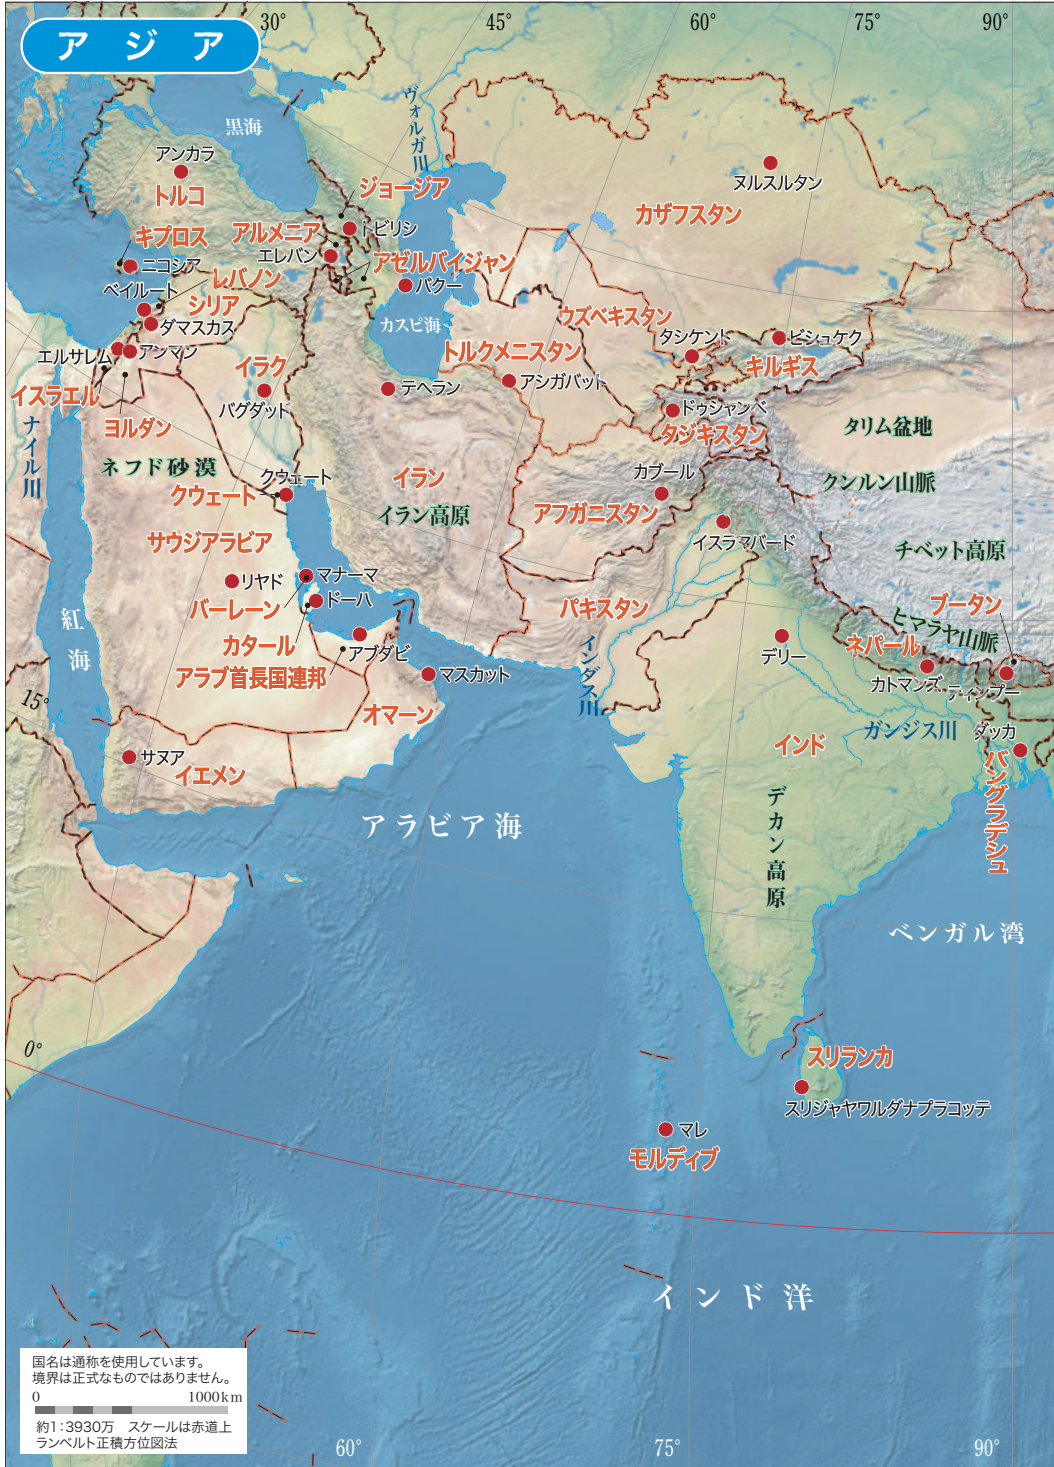 アジア
30°
45°
60°
75°
90°
黒海
ヴォルガ川
アンカラ
トルコ
ジョージア
ヌルスルタン
カザフスタン
キプロス
アルメニア
トビリシ
ニコシア
エレバン
アゼルバイジャン
レバノン
バクー
ベイルート
シリア
ダマスカス
カスピ海
ウズベキスタン
タシケント
ビシュケク
エルサレム
アンマン
イラク
トルクメニスタン
キルギス
イスラエル
バグダット
テヘラン
アシガバット
ドゥシャンベ
ヨルダン
タジキスタン
タリム盆地
ナイル川
ネフド砂漠
クウェート
クウェート
イラン
カブール
クンルン山脈
イラン高原
アフガニスタン
サウジアラビア
イスラマバード
チベット高原
リヤド
マナーマ
バーレーン
ドーハ
パキスタン
ブータン
紅海
カタール
アブダビ
インダス川
デリー
ネパール
ヒマラヤ山脈
アラブ首長国連邦
マスカット
カトマンズ
ティンプー
15°
オマーン
ガンジス川
ダッカ
サヌア
イエメン
インド
バングラデシュ
アラビア海
デカン高原
ベンガル湾
0°
スリランカ
スリジャヤワルダナプラコッテ
マレ
モルディブ
インド洋
国名は通称を使用しています。
境界は正式なものではありません。
0 1000km
約1:3930万 スケールは赤道上
ランベルト正積方位図法
60°
75°
90°